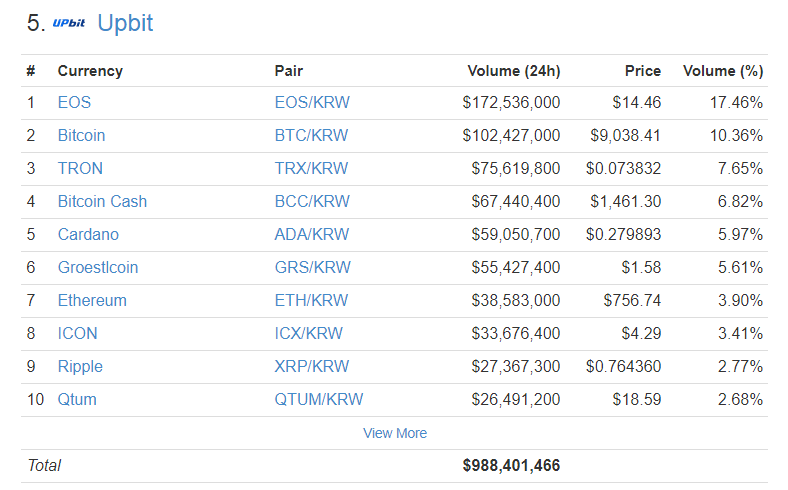 5. UPbit Upbit
# Currency Pair Volume (24h) Price Volume (%)
1 EOS EOS/KRW $172,536,000 $14.46 17.46%
2 Bitcoin BTC/KRW $102,427,000 $9,038.41 10.36%
3 TRON TRX/KRW $75,619,800 $0.073832 7.65%
4 Bitcoin Cash BCC/KRW $67,440,400 $1,461.30 6.82%
5 Cardano ADA/KRW $59,050,700 $0.279893 5.97%
6 Groestlcoin GRS/KRW $55,427,400 $1.58 5.61%
7 Ethereum ETH/KRW $38,583,000 $756.74 3.90%
8 ICON ICX/KRW $33,676,400 $4.29 3.41%
9 Ripple XRP/KRW $27,367,300 $0.764360 2.77%
10 Qtum QTUM/KRW $26,491,200 $18.59 2.68%
View More
Total $988,401,466